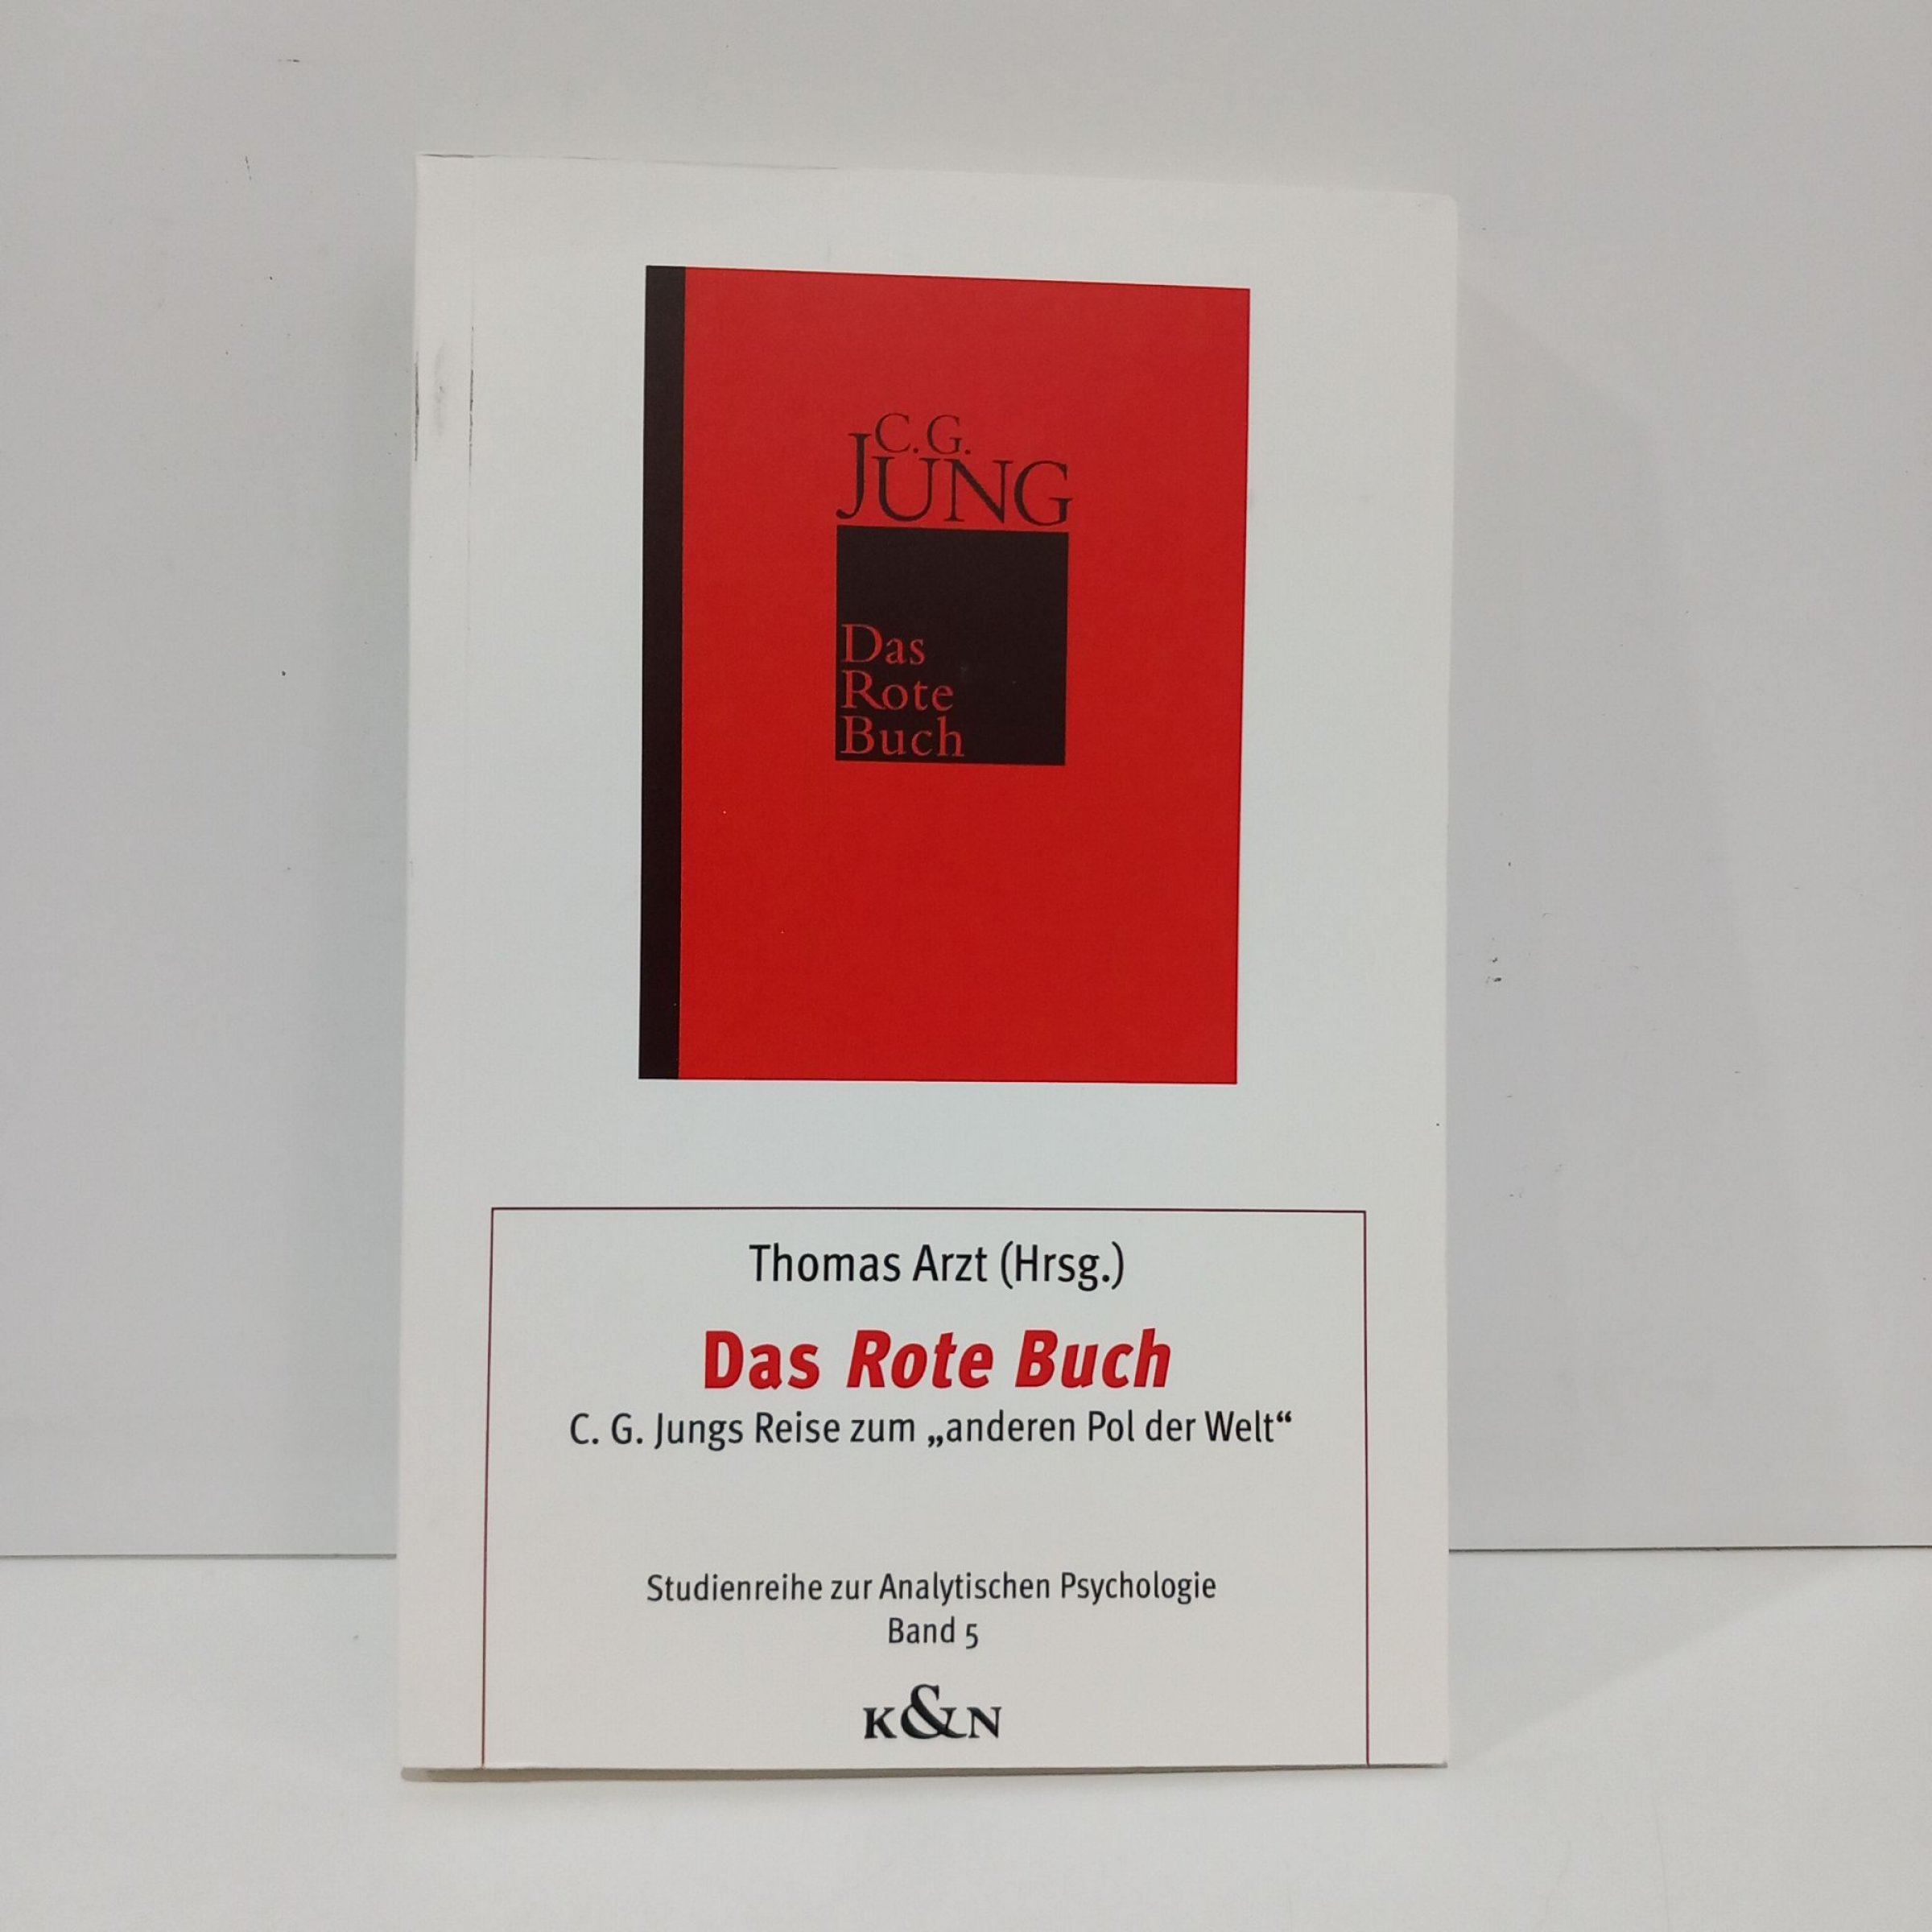 C. G.
JUNG
Das
Rote
Buch
Thomas Arzt (Hrsg.)
Das Rote Buch
C. G. Jungs Reise zum „anderen Pol der Welt“
Studienreihe zur Analytischen Psychologie
Band 5
K&N